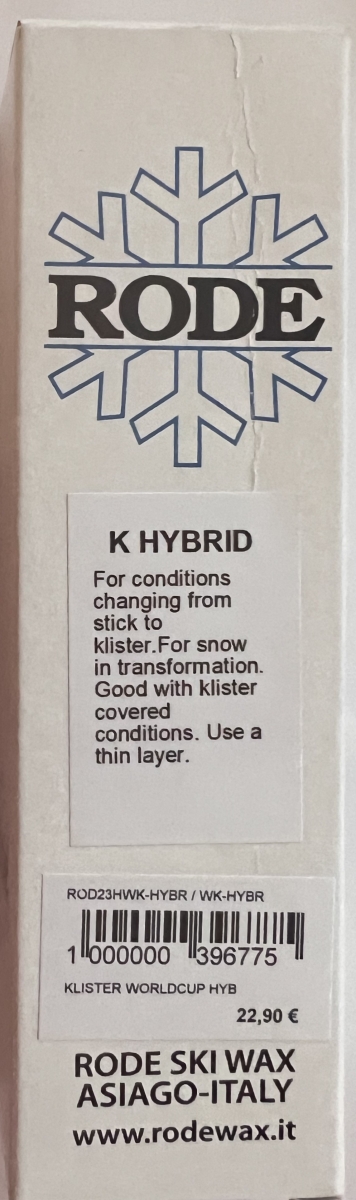 RODE
K HYBRID
For conditions
changing from
stick to
klister.For snow
in transformation.
Good with klister
covered
conditions. Use a
thin layer.
ROD23HWK-HYBR / WK-HYBR
1 000000 396775
KLISTER WORLDCUP HYB
22,90 €
RODE SKI WAX
ASIAGO-ITALY
www.rodewax.it